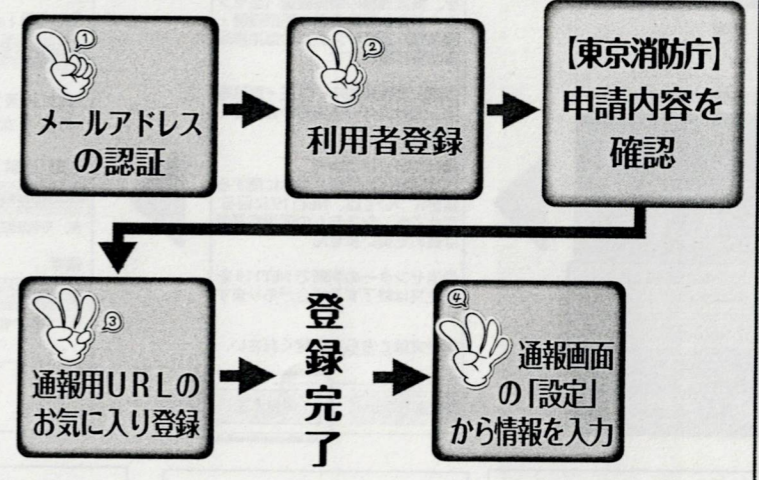 ①
メールアドレス
の認証
②
利用者登録
【東京消防庁】
申請内容を
確認
③
通報用URLの
お気に入り登録
登録完了
④
通報画面
の「設定」
から情報を入力